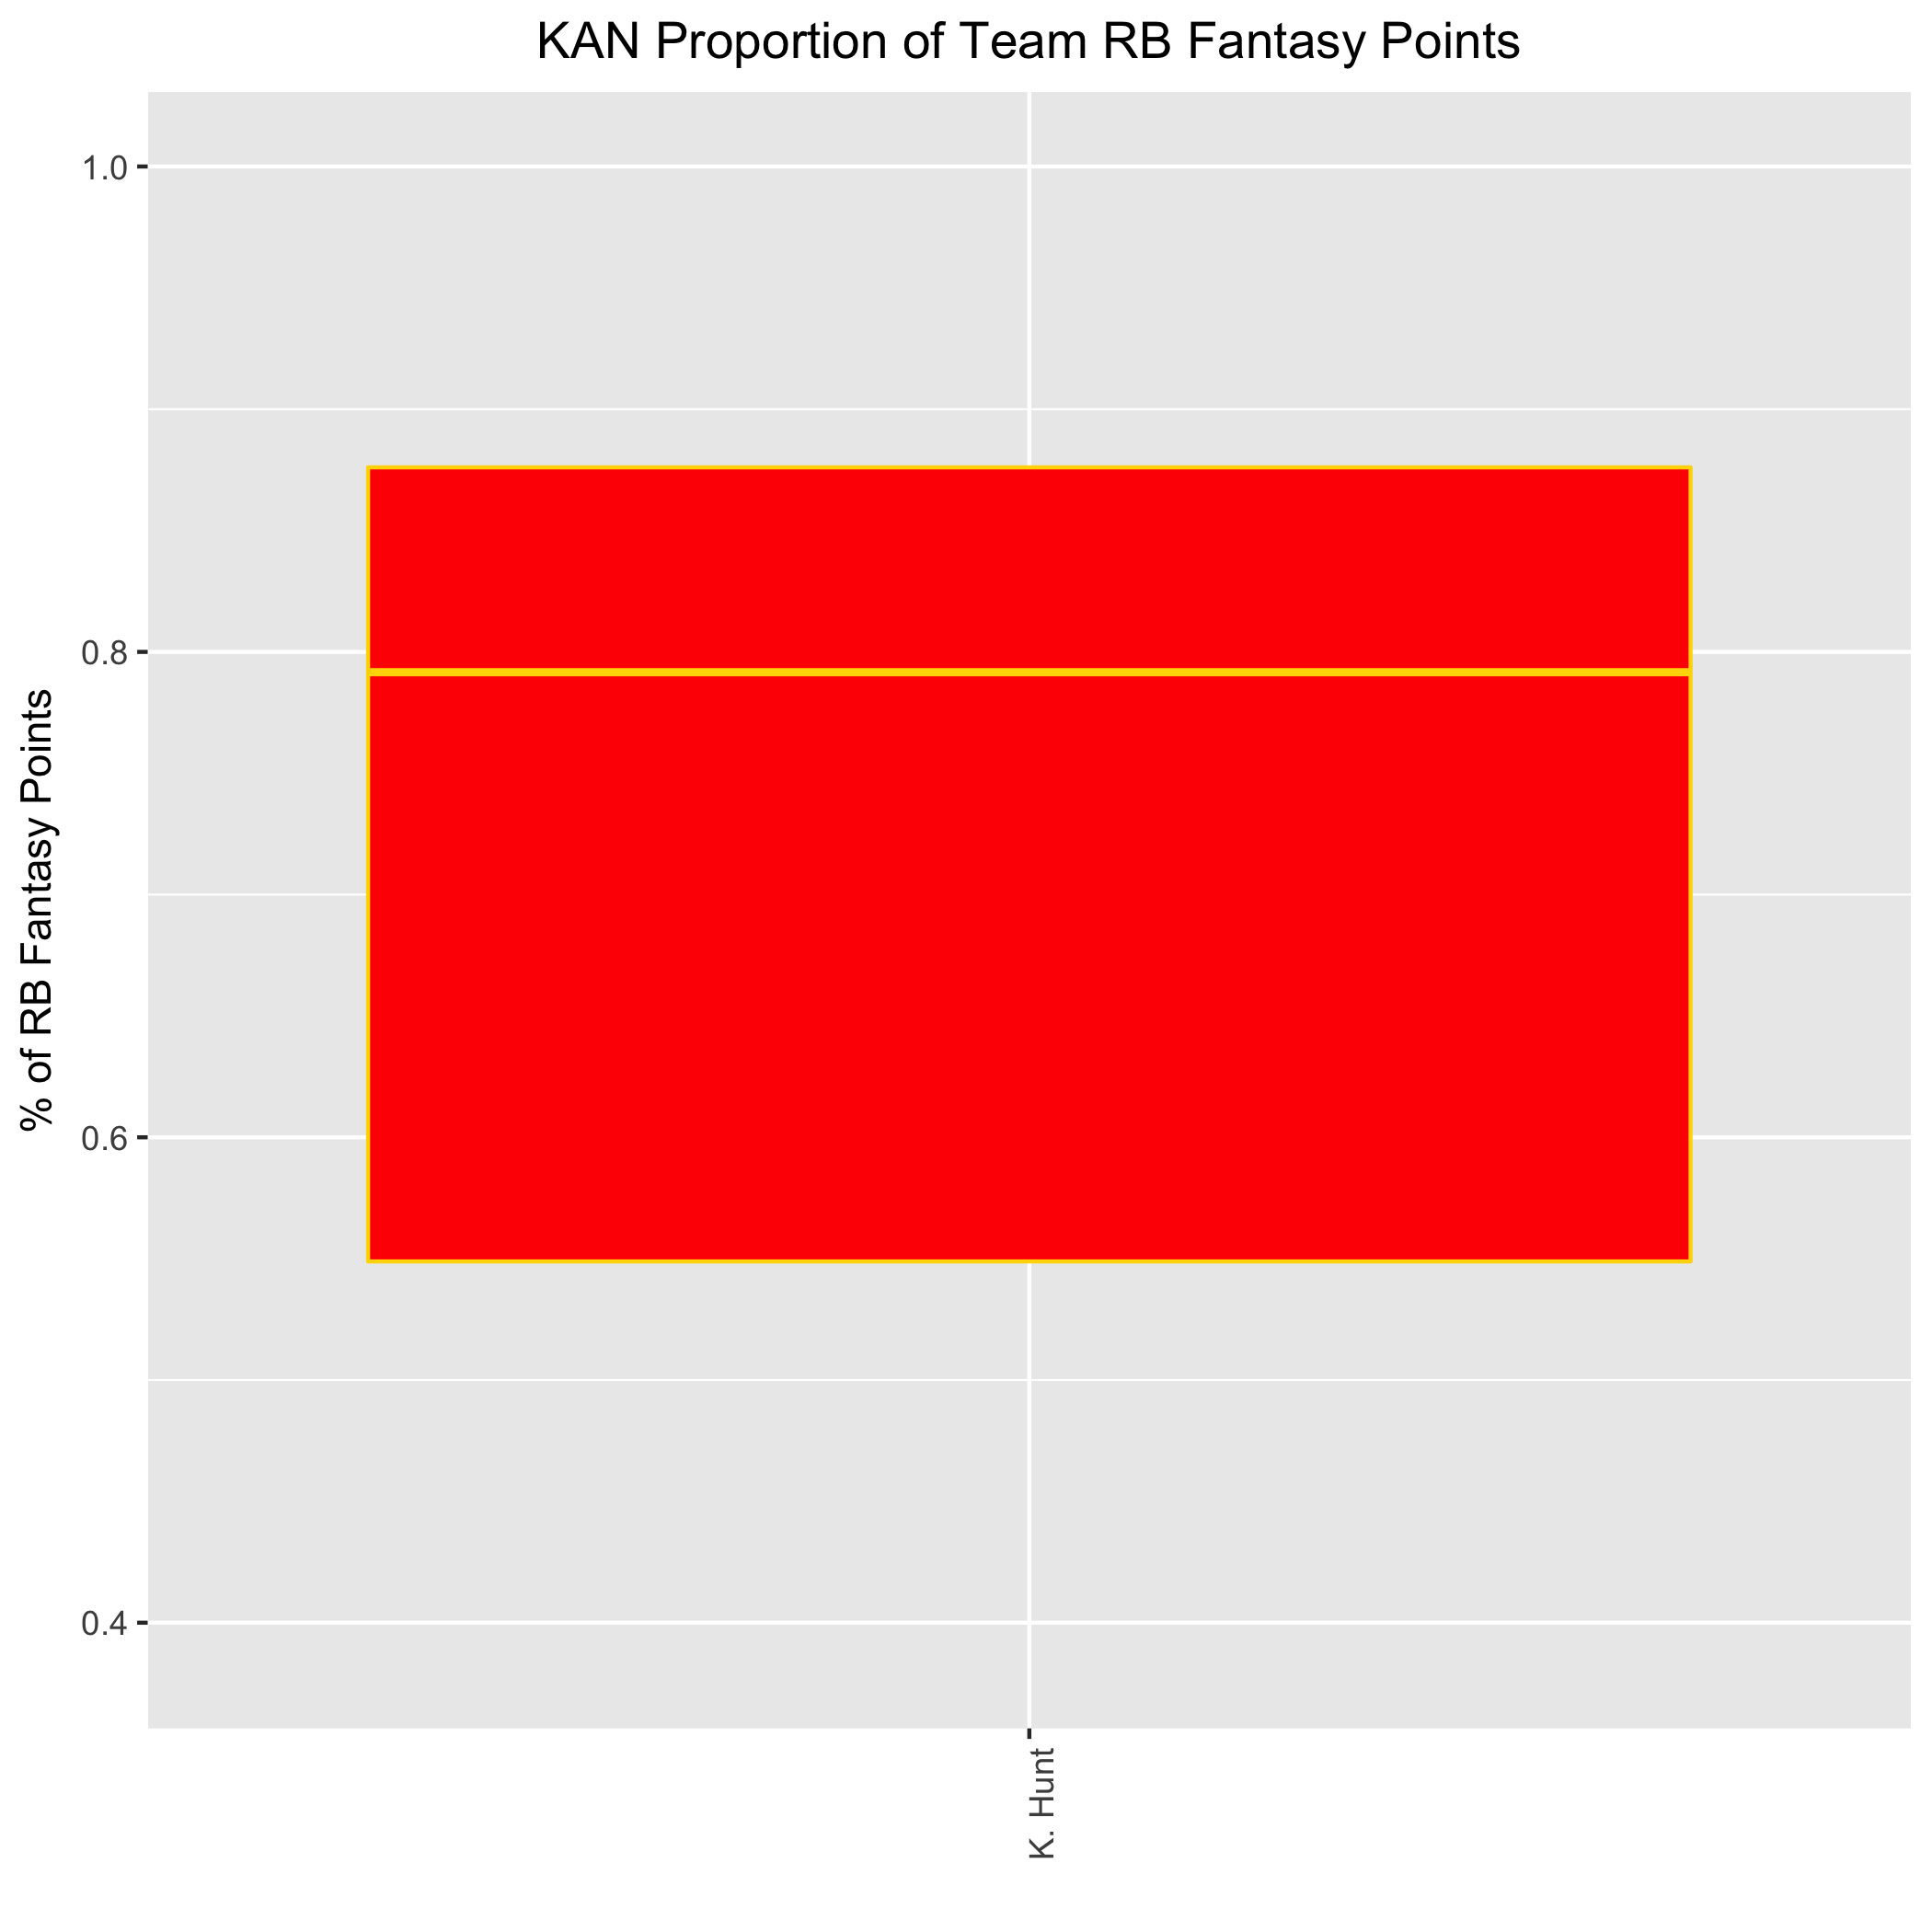 KAN Proportion of Team RB Fantasy Points
% of RB Fantasy Points
1.0
0.8
0.6
0.4
K. Hunt